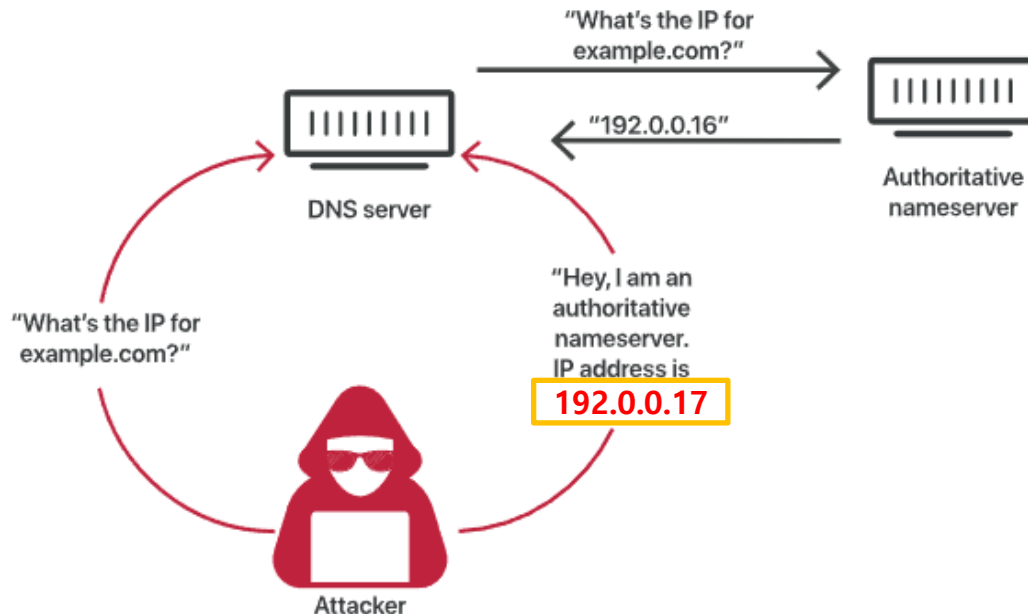 “What’s the IP for
example.com?”
“192.0.0.16”
DNS server
Authoritative
nameserver
“What’s the IP for
example.com?”
“Hey, I am an
authoritative
nameserver.
IP address is
192.0.0.17
Attacker